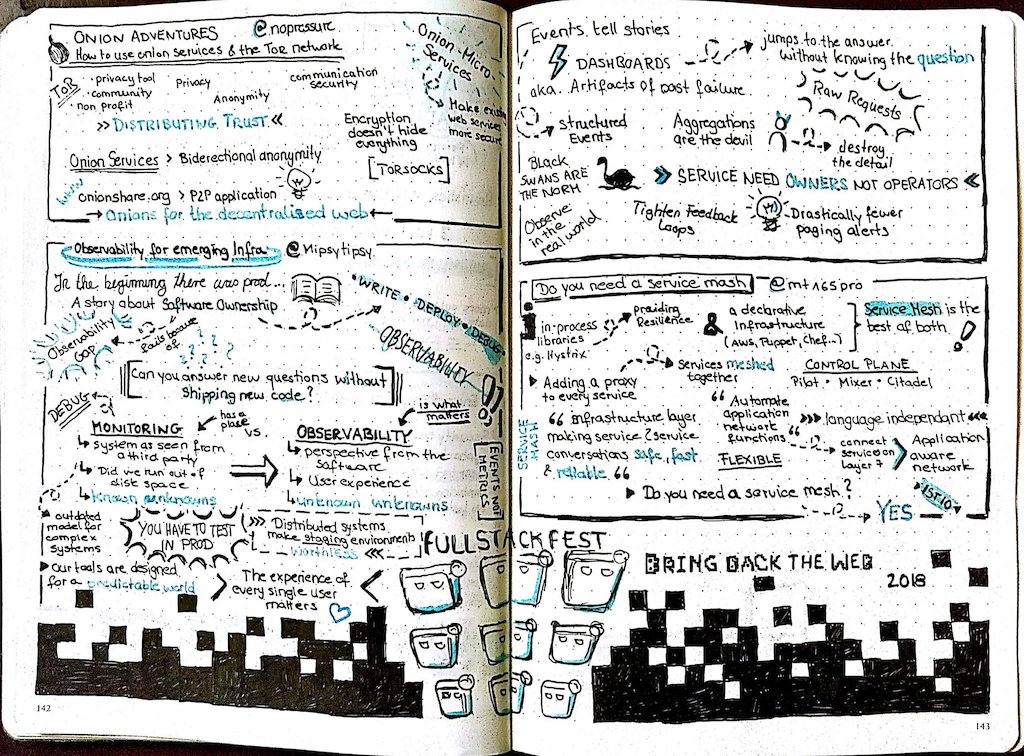 ONION ADVENTURES @nopressure
How to use onion services & the TOR network
TOR
• privacy tool
• community
non profit
Privacy
Anonymity
communication
security
Onion-Micro.
Services
Make existing
web services
more secure
>> DISTRIBUTING TRUST <<
Encryption
doesn't hide
everything
[TORSOCKS]
Onion Services > Biderectional anonymity
www
onionshare.org > P2P application
→ Onions for the decentralised web ←
Observability for emerging Infra @Mipsytipsy
In the beginning there was prod...
A story about Software Ownership
• WRITE • DEPLOY • DEBUG •
OBSERVABILITY
Observability
GAP
Fails because
of
? ? ? ? ?
[Can you answer new questions without
shipping new code?]
!!
DEBUG
MONITORING
has a
place
vs.
OBSERVABILITY
is what
matters
↳ system as seen from
a third party
↳ Did we run out of
disk space
↳ known unknowns
↳ perspective from the
software
↳ User experience
↳ unknown unknowns
EVENTS NOT
METRICS
▸ outdated
model for
complex
systems
YOU HAVE TO TEST
IN PROD
>>> Distributed systems
make staging environments
worthless <<<
▸ our tools are designed
for a predictable world
> The experience of
every single user
matters <
142
Events tell stories
DASHBOARDS
aka. Artifacts of past failure.
jumps to the answer
without knowing the question
Raw Requests
structured
Events
Aggregations
are the devil
destroy
the detail
Black
SWANS ARE
THE NORM
>> SERVICE NEED OWNERS NOT OPERATORS <<
Observe
in the
real world
Tighten Feedback
Loops
Drastically fewer
paging alerts
Do you need a service mash @mt165pro
in-process
libraries
e.g. Hystrix
praiding
Resilience
a declarative
Infrastructure
(AWS, Puppet, Chef...)
Service Mesh is the
best of both
!
▸ Adding a proxy
to every service
Services meshed
together
CONTROL PLANE
Pilot • Mixer • Citadel
SERVICE
MASH
“ Infrastructure layer
making service 2 service
conversations safe, fast
& reliable “
“ Automate
application
network
functions “
FLEXIBLE
>>> language independant <<<
connect
service on
layer 7
Application
aware
network
▸ Do you need a service mesh?
YES
ISTIO
FULLSTACKFEST
BRING BACK THE WEB
2018
143